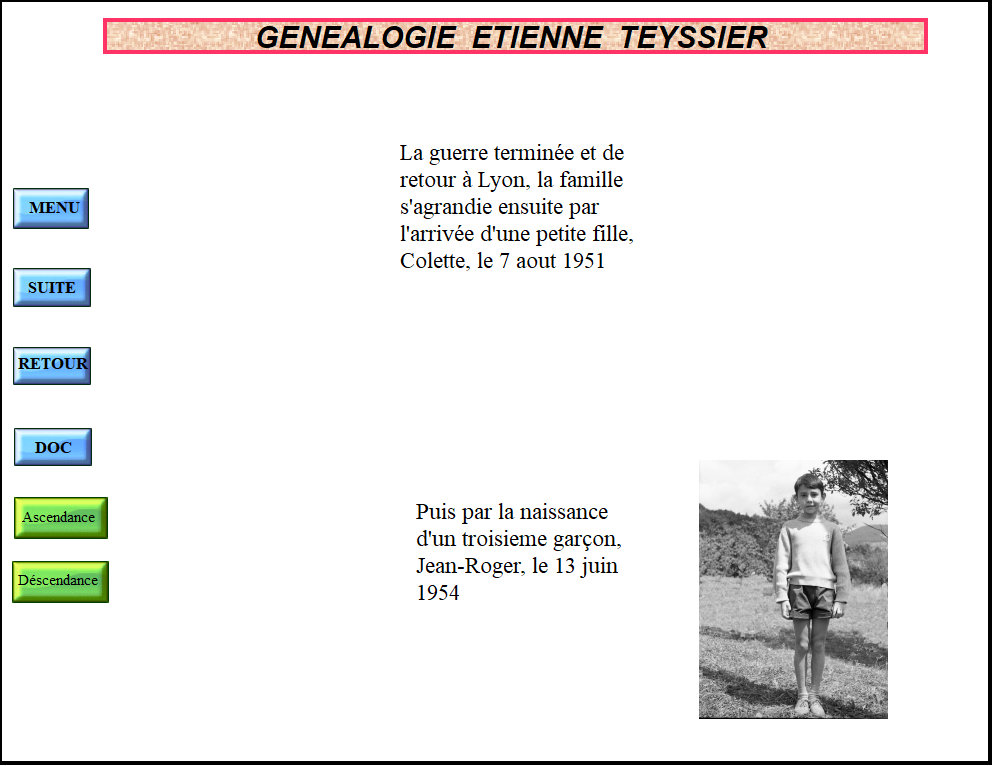 GENEALOGIE ETIENNE TEYSSIER
La guerre terminée et de
retour à Lyon, la famille
s'agrandie ensuite par
l'arrivée d'une petite fille,
Colette, le 7 aout 1951
MENU
SUITE
RETOUR
DOC
Ascendance
Déscendance
Puis par la naissance
d'un troisieme garçon,
Jean-Roger, le 13 juin
1954